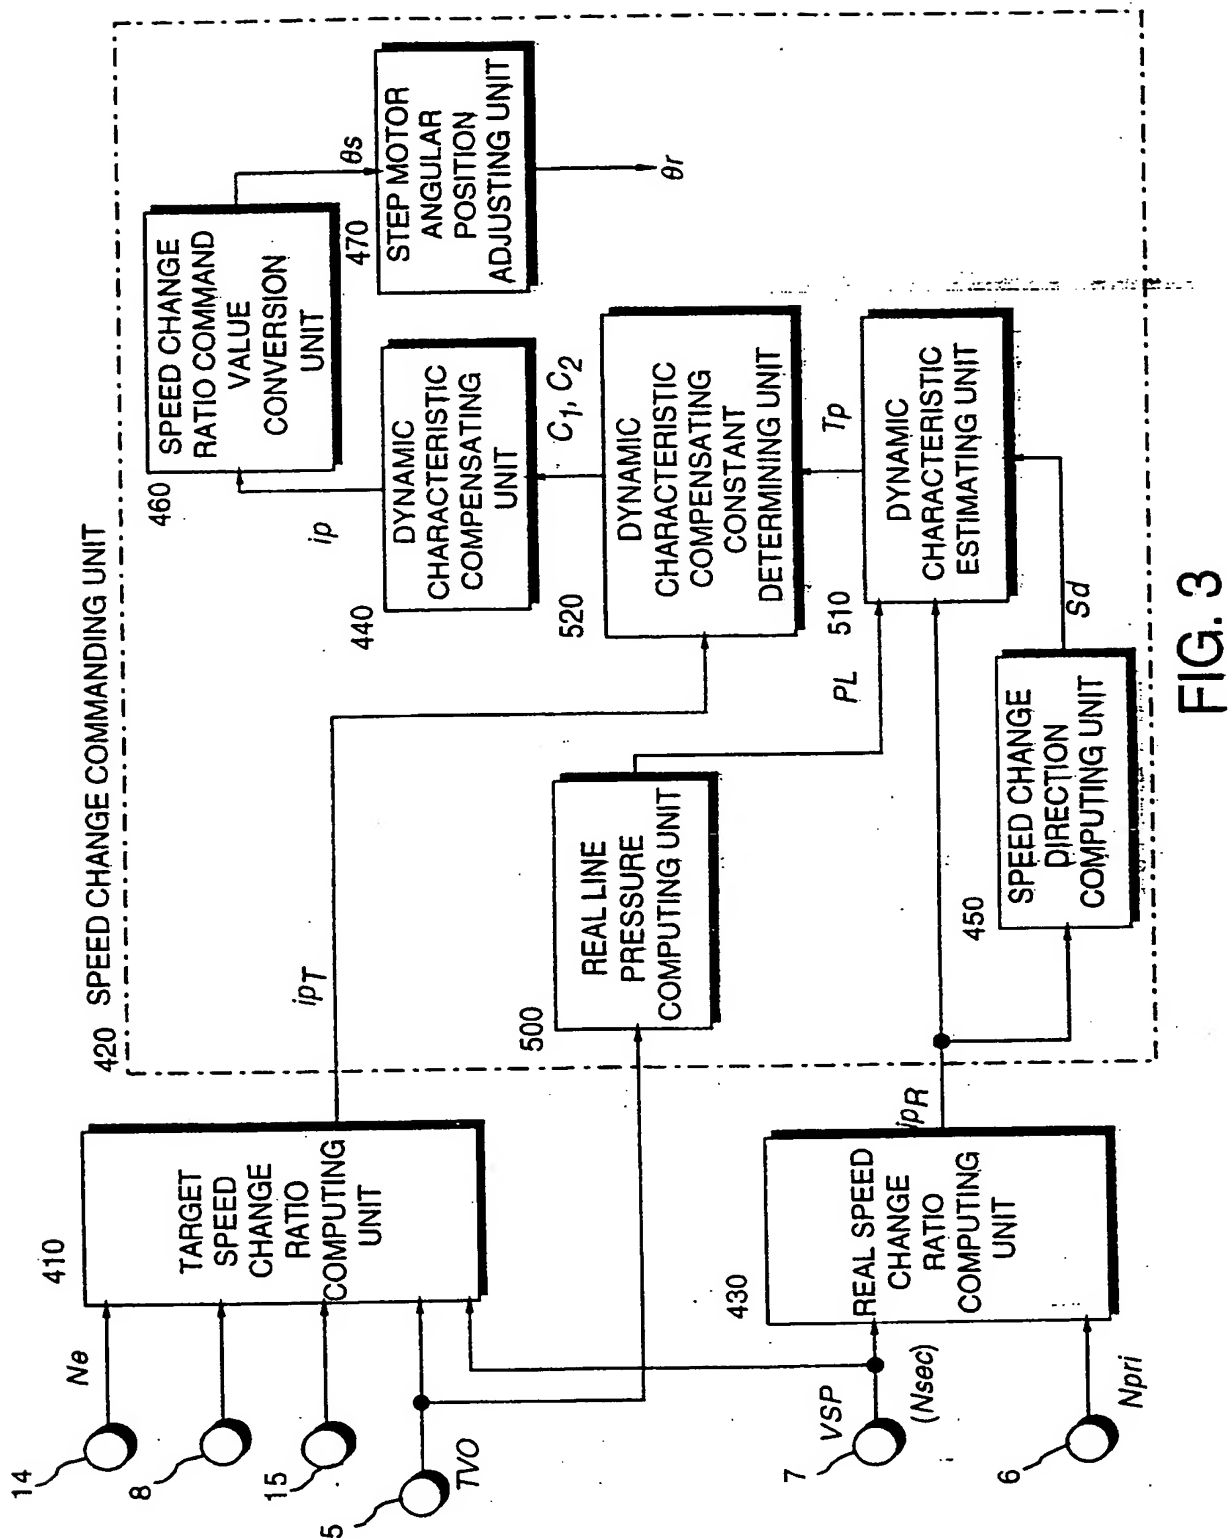 420 SPEED CHANGE COMMANDING UNIT
14
Ne
8
15
5
TVO
410
TARGET
SPEED
CHANGE
RATIO
COMPUTING
UNIT
ipT
7
VSP
(Nsec)
6
Npri
430
REAL SPEED
CHANGE
RATIO
COMPUTING
UNIT
ipR
500
REAL LINE
PRESSURE
COMPUTING UNIT
PL
450
SPEED CHANGE
DIRECTION
COMPUTING UNIT
Sd
510
DYNAMIC
CHARACTERISTIC
ESTIMATING UNIT
Tp
520
DYNAMIC
CHARACTERISTIC
COMPENSATING
CONSTANT
DETERMINING UNIT
C1, C2
440
DYNAMIC
CHARACTERISTIC
COMPENSATING
UNIT
ip
460
SPEED CHANGE
RATIO COMMAND
VALUE
CONVERSION
UNIT
θs
470
STEP MOTOR
ANGULAR
POSITION
ADJUSTING UNIT
θr
FIG. 3